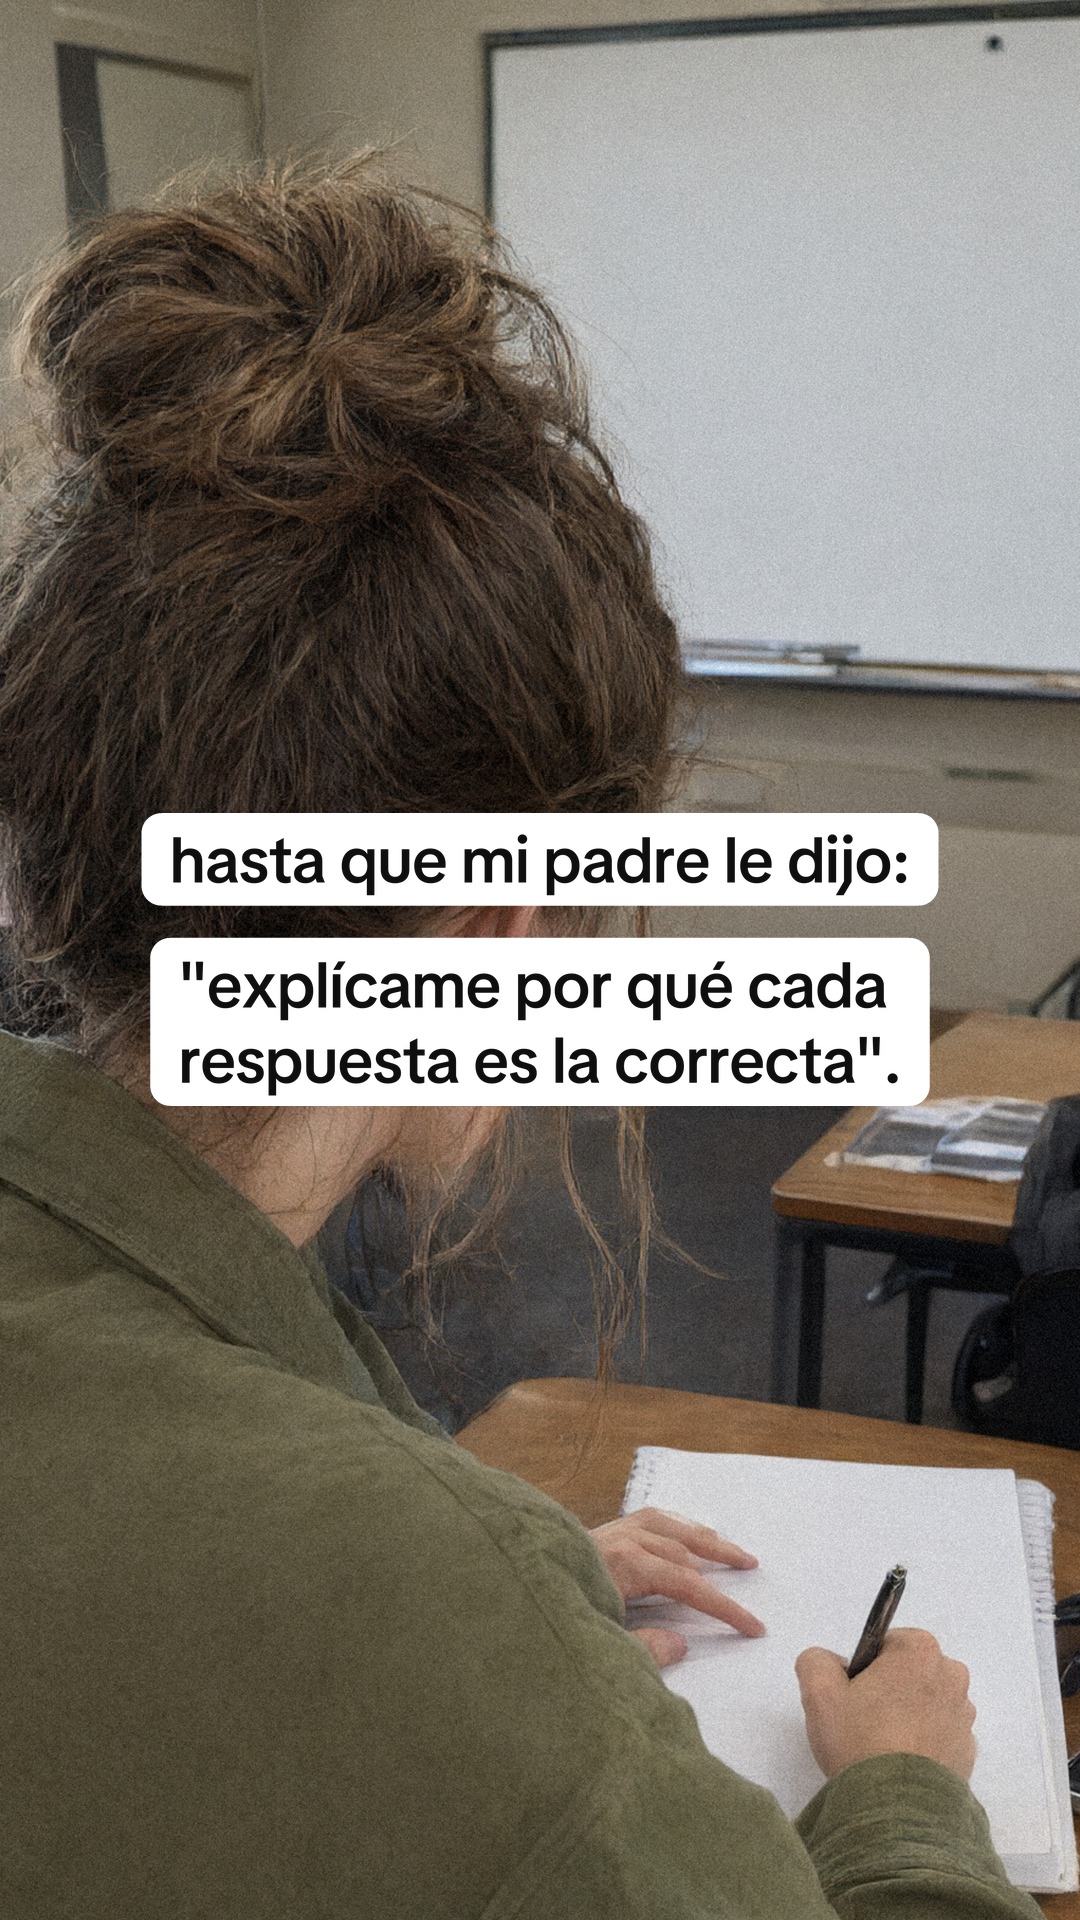 hasta que mi padre le dijo:
"explícame por qué cada
respuesta es la correcta".